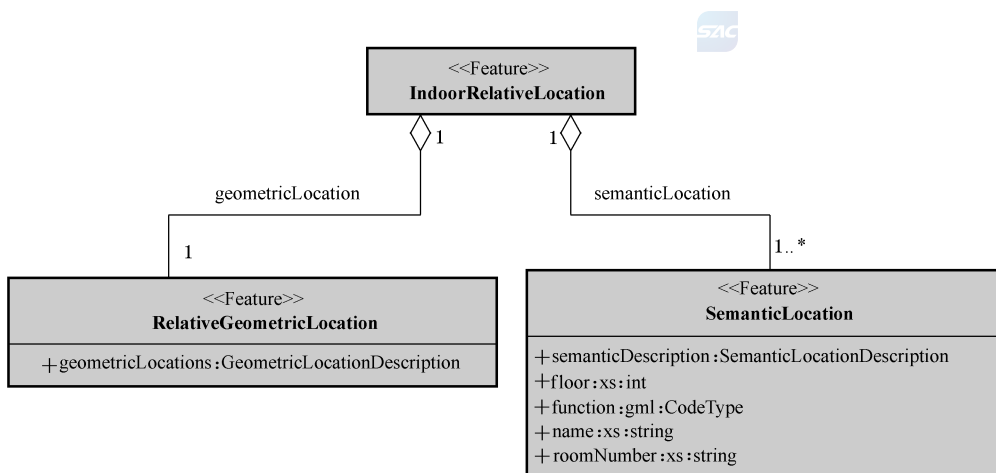 SAC
<<Feature>>
IndoorRelativeLocation
1
1
geometricLocation
semanticLocation
1
1..*
<<Feature>>
RelativeGeometricLocation
+geometricLocations:GeometricLocationDescription
<<Feature>>
SemanticLocation
+semanticDescription:SemanticLocationDescription
+floor:xs:int
+function:gml:CodeType
+name:xs:string
+roomNumber:xs:string